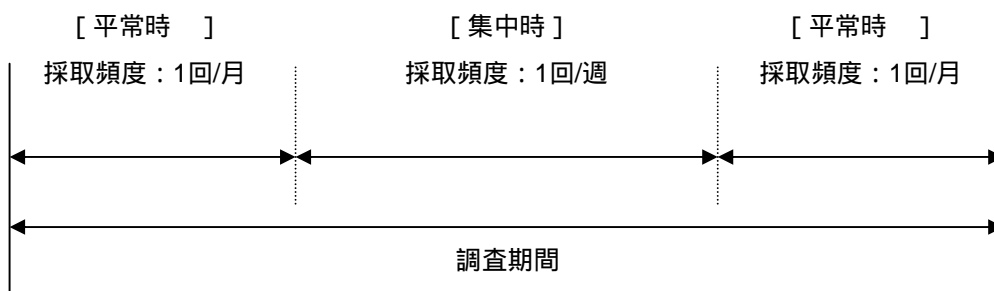 [ 平常時 ] [ 集中時 ] [ 平常時 ]
採取頻度：1回/月 採取頻度：1回/週 採取頻度：1回/月
調査期間